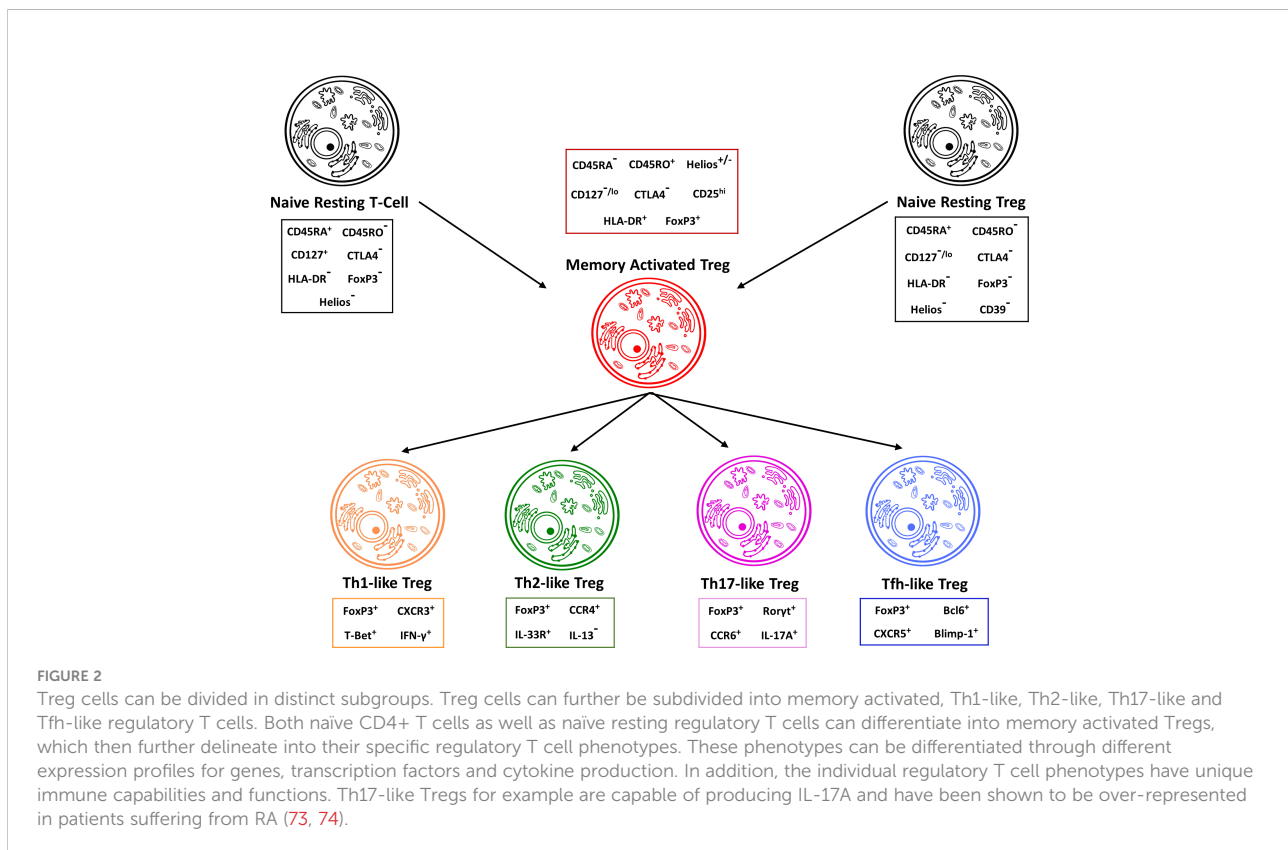 Naive Resting T-Cell
CD45RA⁺ CD45RO⁻
CD127⁺ CTLA4⁻
HLA-DR⁻ FoxP3⁻
Helios⁻
CD45RA⁻ CD45RO⁺ Helios⁺/⁻
CD127⁻/ˡᵒ CTLA4⁻ CD25ʰⁱ
HLA-DR⁺ FoxP3⁺
Memory Activated Treg
Naive Resting Treg
CD45RA⁺ CD45RO⁻
CD127⁻/ˡᵒ CTLA4⁻
HLA-DR⁻ FoxP3⁻
Helios⁻ CD39⁻
Th1-like Treg
FoxP3⁺ CXCR3⁺
T-Bet⁺ IFN-γ⁺
Th2-like Treg
FoxP3⁺ CCR4⁺
IL-33R⁺ IL-13⁻
Th17-like Treg
FoxP3⁺ Rorγt⁺
CCR6⁺ IL-17A⁺
Tfh-like Treg
FoxP3⁺ Bcl6⁺
CXCR5⁺ Blimp-1⁺
FIGURE 2
Treg cells can be divided in distinct subgroups. Treg cells can further be subdivided into memory activated, Th1-like, Th2-like, Th17-like and
Tfh-like regulatory T cells. Both naïve CD4+ T cells as well as naïve resting regulatory T cells can differentiate into memory activated Tregs,
which then further delineate into their specific regulatory T cell phenotypes. These phenotypes can be differentiated through different
expression profiles for genes, transcription factors and cytokine production. In addition, the individual regulatory T cell phenotypes have unique
immune capabilities and functions. Th17-like Tregs for example are capable of producing IL-17A and have been shown to be over-represented
in patients suffering from RA (73, 74).